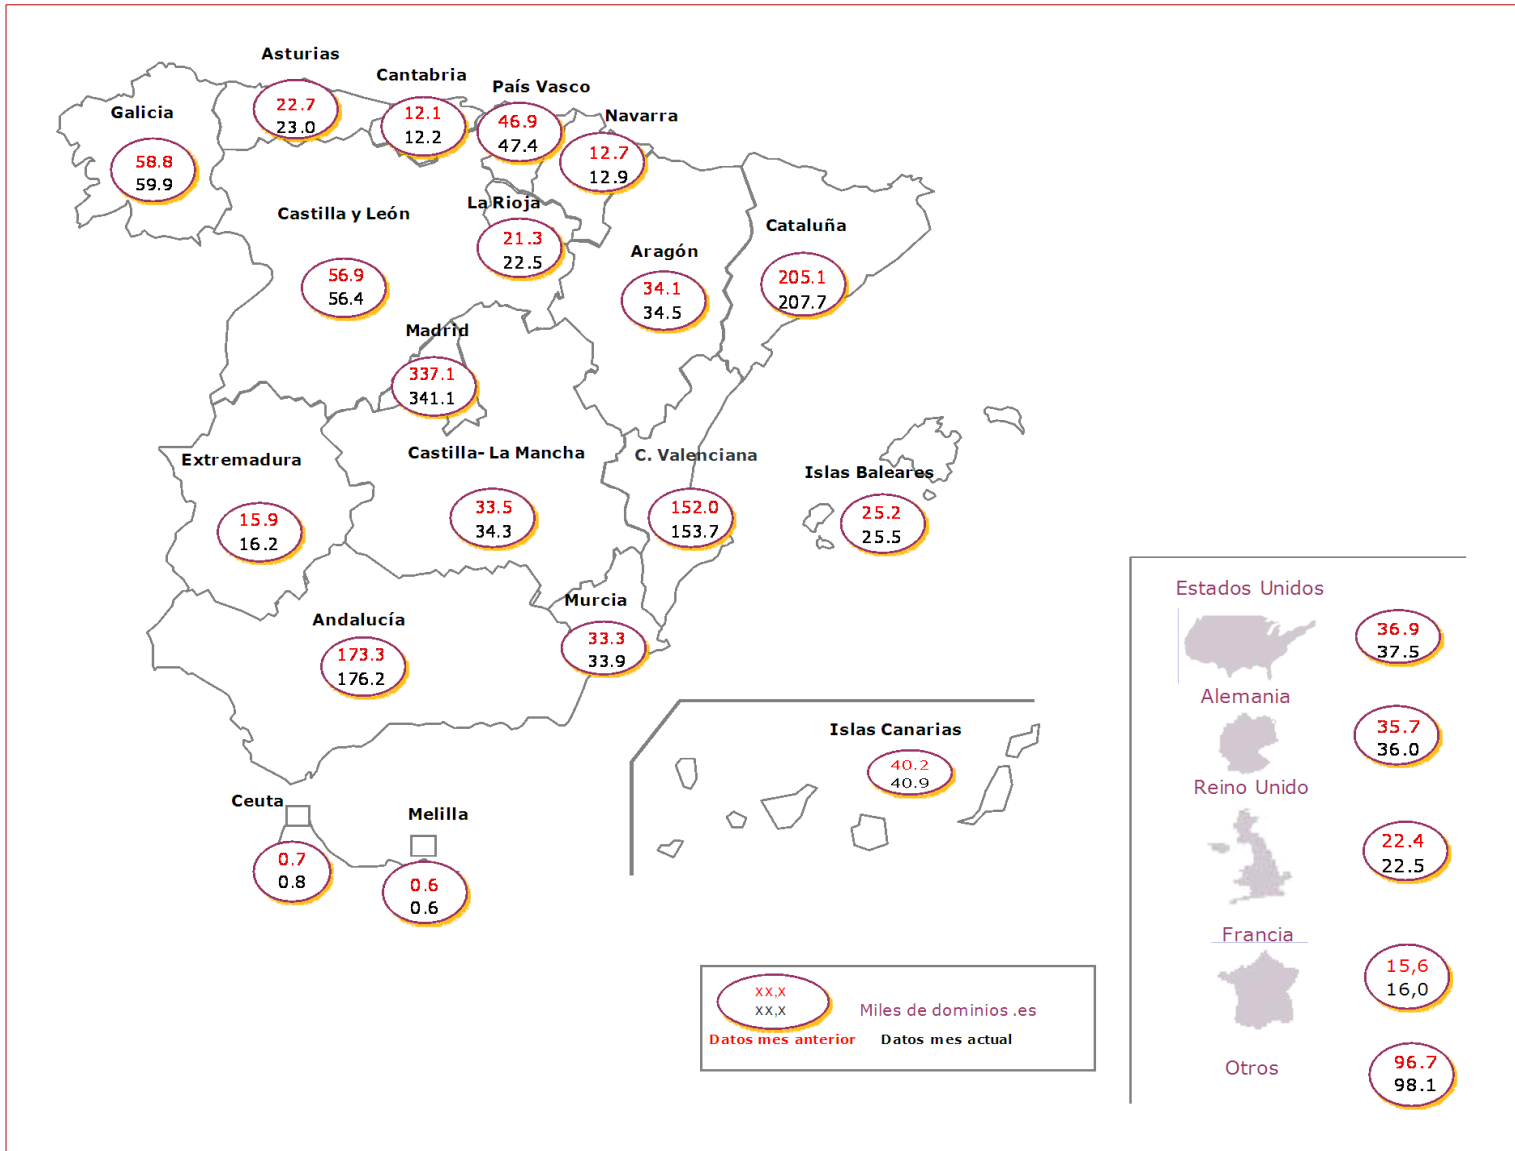 Asturias
22.7
23.0
Cantabria
12.1
12.2
País Vasco
46.9
47.4
Navarra
12.7
12.9
Galicia
58.8
59.9
Castilla y León
56.9
56.4
La Rioja
21.3
22.5
Aragón
34.1
34.5
Cataluña
205.1
207.7
Madrid
337.1
341.1
Extremadura
15.9
16.2
Castilla- La Mancha
33.5
34.3
C. Valenciana
152.0
153.7
Islas Baleares
25.2
25.5
Andalucía
173.3
176.2
Murcia
33.3
33.9
Islas Canarias
40.2
40.9
Ceuta
0.7
0.8
Melilla
0.6
0.6
Estados Unidos
36.9
37.5
Alemania
35.7
36.0
Reino Unido
22.4
22.5
Francia
15,6
16,0
Otros
96.7
98.1
xx,x
xx,x
Miles de dominios .es
Datos mes anterior Datos mes actual